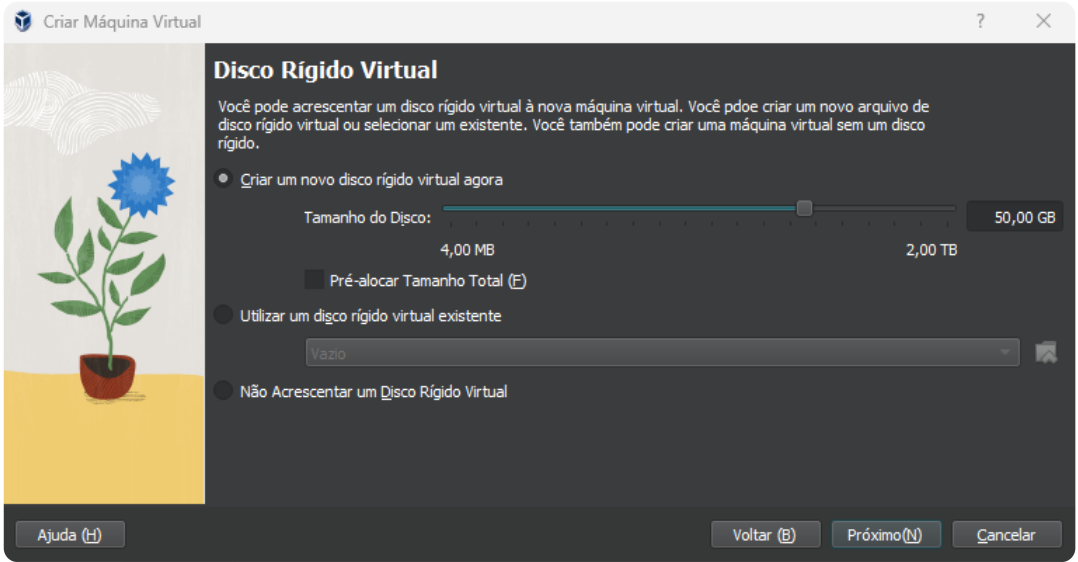 Criar Máquina Virtual
?
Disco Rígido Virtual
Você pode acrescentar um disco rígido virtual à nova máquina virtual. Você pdoe criar um novo arquivo de
disco rígido virtual ou selecionar um existente. Você também pode criar uma máquina virtual sem um disco
rígido.
Criar um novo disco rígido virtual agora
Tamanho do Disco:
50,00 GB
4,00 MB
2,00 TB
Pré-alocar Tamanho Total (F)
Utilizar um disco rígido virtual existente
Vazio
Não Acrescentar um Disco Rígido Virtual
Ajuda (H)
Voltar (B)
Próximo(N)
Cancelar